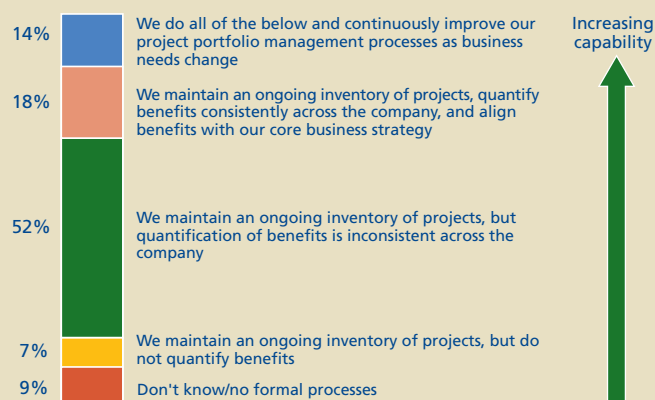 14%
We do all of the below and continuously improve our
project portfolio management processes as business
needs change
Increasing
capability
18%
We maintain an ongoing inventory of projects, quantify
benefits consistently across the company, and align
benefits with our core business strategy
52%
We maintain an ongoing inventory of projects, but
quantification of benefits is inconsistent across the
company
7%
We maintain an ongoing inventory of projects, but do
not quantify benefits
9%
Don't know/no formal processes